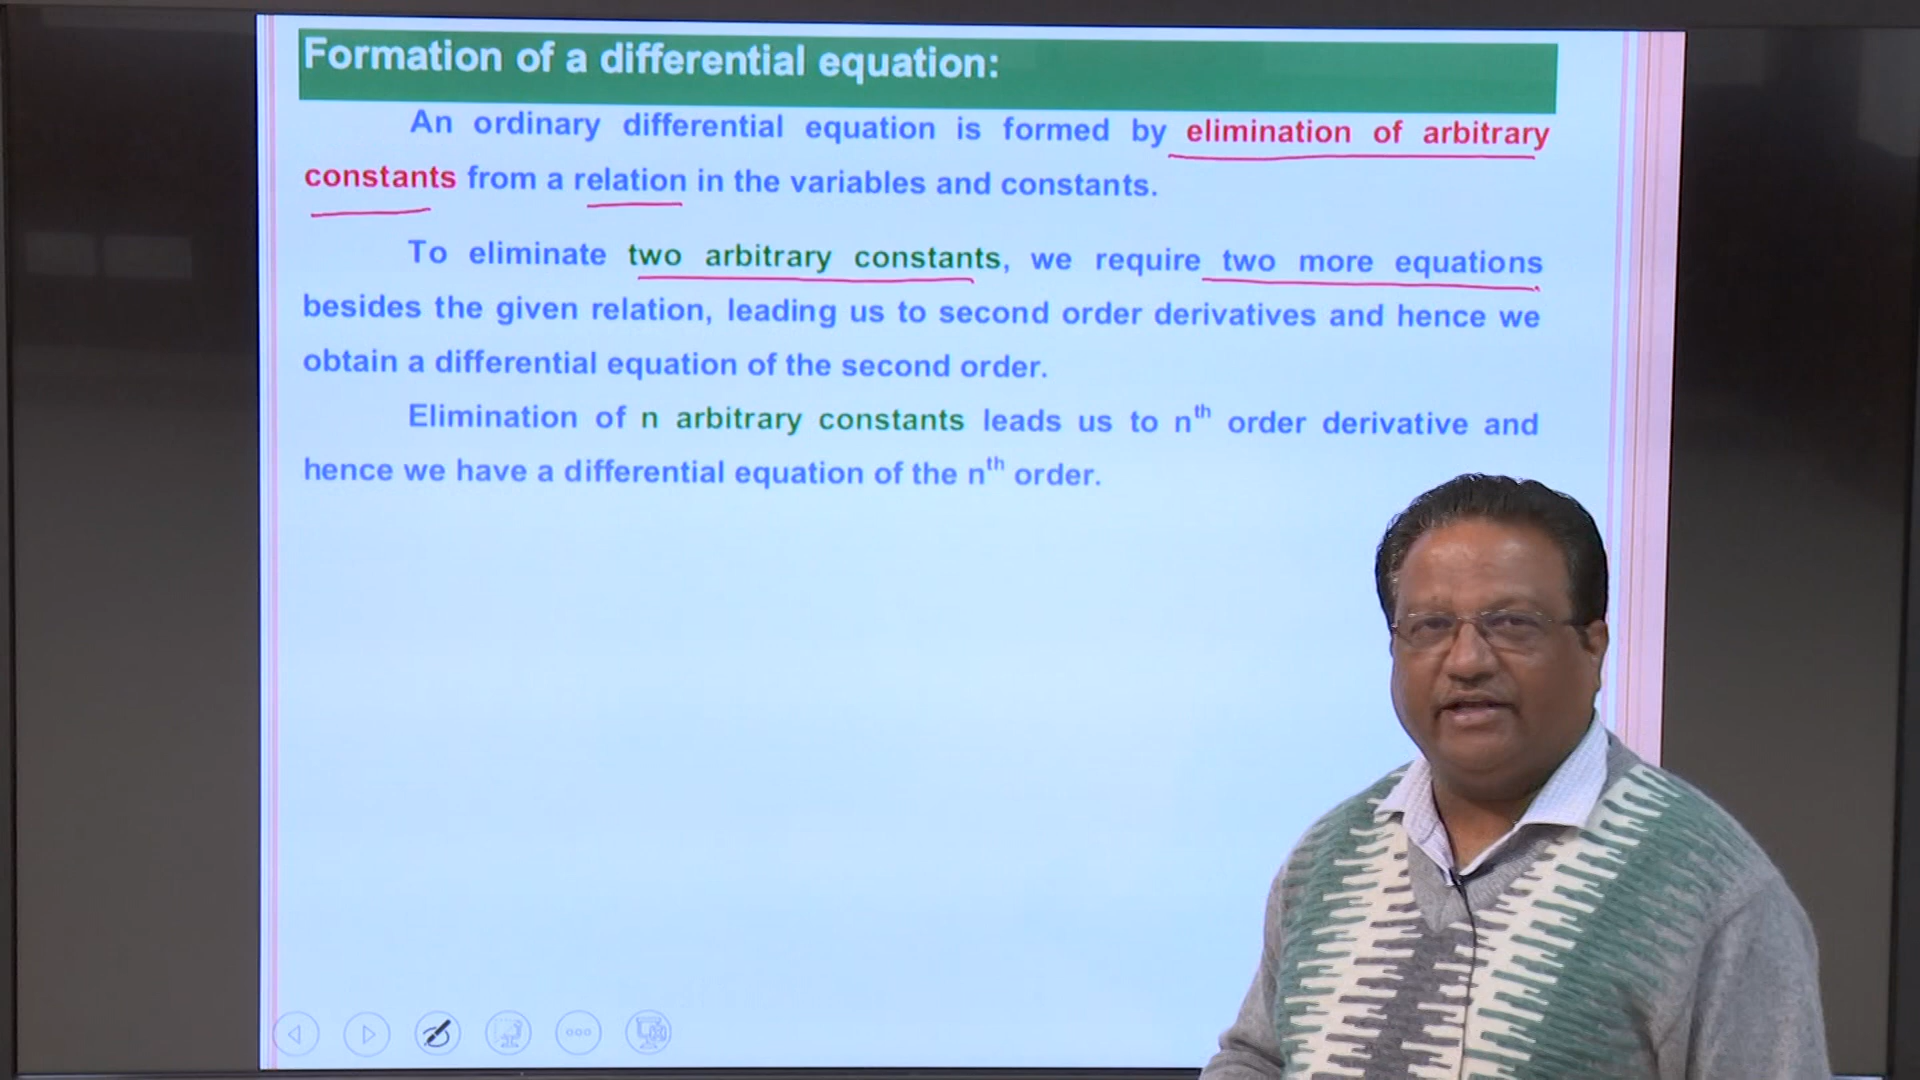 Formation of a differential equation:
An ordinary differential equation is formed by elimination of arbitrary
constants from a relation in the variables and constants.
To eliminate two arbitrary constants, we require two more equations
besides the given relation, leading us to second order derivatives and hence we
obtain a differential equation of the second order.
Elimination of n arbitrary constants leads us to nth order derivative and
hence we have a differential equation of the nth order.